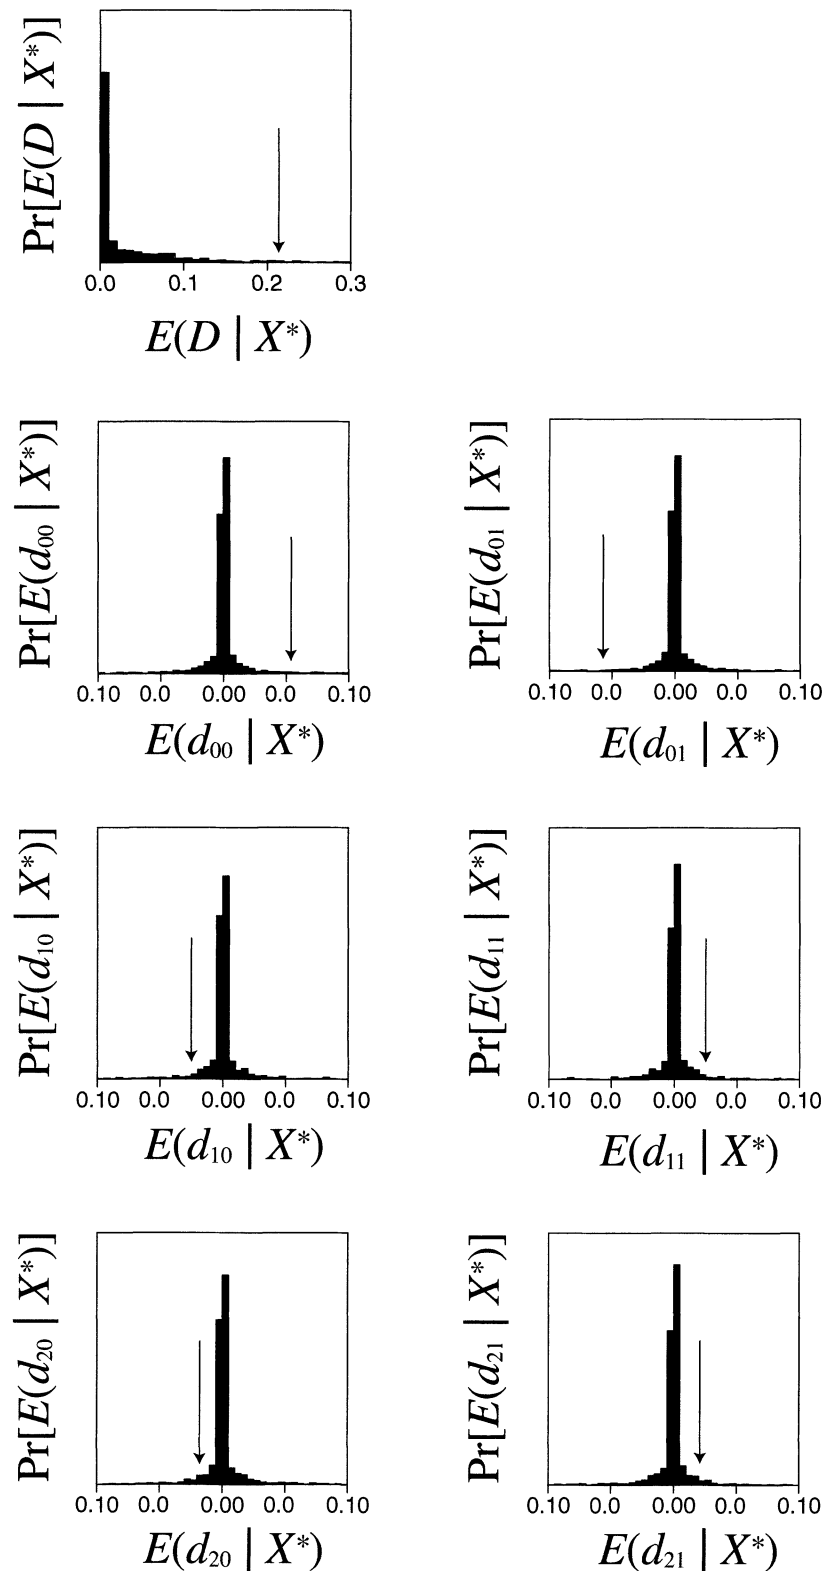 Pr[E(D | X*)]
0.0 0.1 0.2 0.3
E(D | X*)
Pr[E(d₀₀ | X*)]
0.10 0.0 0.00 0.0 0.10
E(d₀₀ | X*)
Pr[E(d₀₁ | X*)]
0.10 0.0 0.00 0.0 0.10
E(d₀₁ | X*)
Pr[E(d₁₀ | X*)]
0.10 0.0 0.00 0.0 0.10
E(d₁₀ | X*)
Pr[E(d₁₁ | X*)]
0.10 0.0 0.00 0.0 0.10
E(d₁₁ | X*)
Pr[E(d₂₀ | X*)]
0.10 0.0 0.00 0.0 0.10
E(d₂₀ | X*)
Pr[E(d₂₁ | X*)]
0.10 0.0 0.00 0.0 0.10
E(d₂₁ | X*)